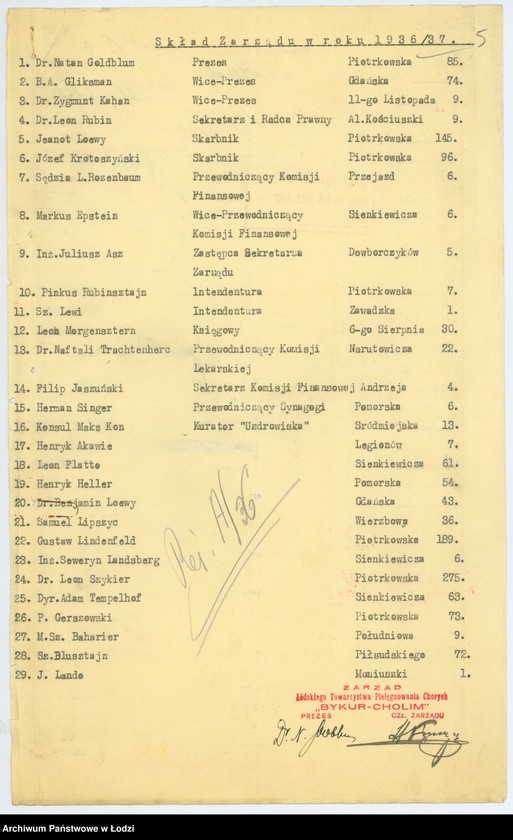 Skład Zarządu w roku 1936/37. 5
1. Dr.Natan Goldblum Prezes Piotrkowska 85.
2. B.A. Gliksman Wice-Prezes Gdańska 74.
3. Dr.Zygmunt Kahan Wice-Prezes 11-go Listopada 9.
4. Dr.Leon Rubin Sekretarz i Radca Prawny Al.Kościuszki 9.
5. Jeanot Loewy Skarbnik Piotrkowska 145.
6. Józef Krotoszyński Skarbnik Piotrkowska 96.
7. Sędzia L.Rozenbaum Przewodniczący Komisji Przejazd 6.
Finansowej
8. Markus Epstein Wice-Przewodniczący Sienkiewicza 6.
Komisji Finansowej
9. Inż.Juliusz Asz Zastępca Sekretarza Dowborczyków 5.
Zarządu
10. Pinkus Rubinsztajn Intendentura Piotrkowska 7.
11. Sz. Lewi Intendentura Zawadzka 1.
12. Leon Morgensztern Księgowy 6-go Sierpnia 30.
13. Dr.Naftali Trachtenherc Przewodniczący Komisji Narutowicza 22.
Lekarskiej
14. Filip Jaszuński Sekretarz Komisji Finansowej Andrzeja 4.
15. Herman Singer Przewodniczący Synagogi Pomorska 6.
16. Konsul Maks Kon Kurator "Uzdrowiska" Śródmiejska 13.
17. Henryk Akawie Legionów 7.
18. Leon Flatto Sienkiewicza 61.
19. Henryk Heller Pomorska 54.
20. Dr.Benjamin Loewy Gdańska 43.
21. Samuel Lipszyc Wierzbowa 36.
22. Gustaw Lindenfeld Piotrkowska 189.
23. Inż.Seweryn Landsberg Sienkiewicza 6.
24. Dr. Leon Szykier Piotrkowska 275.
25. Dyr.Adam Tempelhof Sienkiewicza 63.
26. P. Gerszowski Piotrkowska 73.
27. M.Sz. Baharier Południowa 9.
28. Sz.Blusztajn Piłsudskiego 72.
29. J. Lando Moniuszki 1.
Rej. A/36
ZARZĄD
Łódzkiego Towarzystwa Pielęgnowania Chorych
„BYKUR-CHOLIM"
PREZES CZŁ. ZARZĄDU
Dr. N.
Archiwum Państwowe w Łodzi